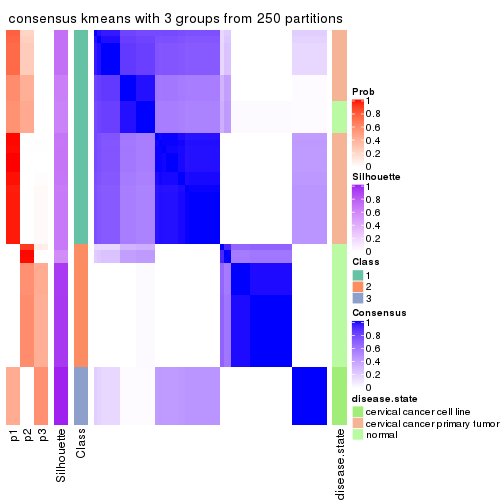 consensus kmeans with 3 groups from 250 partitions
Prob
1
0.8
0.6
0.4
0.2
0
Silhouette
1
0.8
0.6
0.4
0.2
0
Class
1
2
3
Consensus
1
0.8
0.6
0.4
0.2
0
disease.state
cervical cancer cell line
cervical cancer primary tumor
normal
p1
p2
p3
Silhouette
Class
disease.state